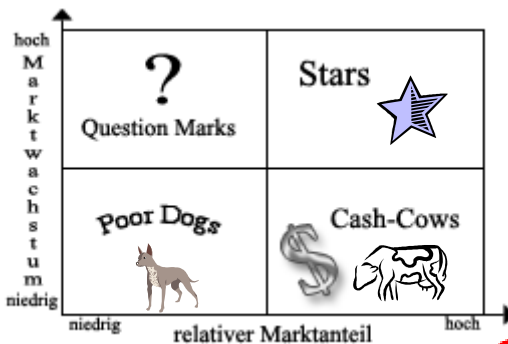 hoch
Marktwachstum
niedrig
?
Question Marks
Stars
Poor Dogs
$
Cash-Cows
niedrig
relativer Marktanteil
hoch